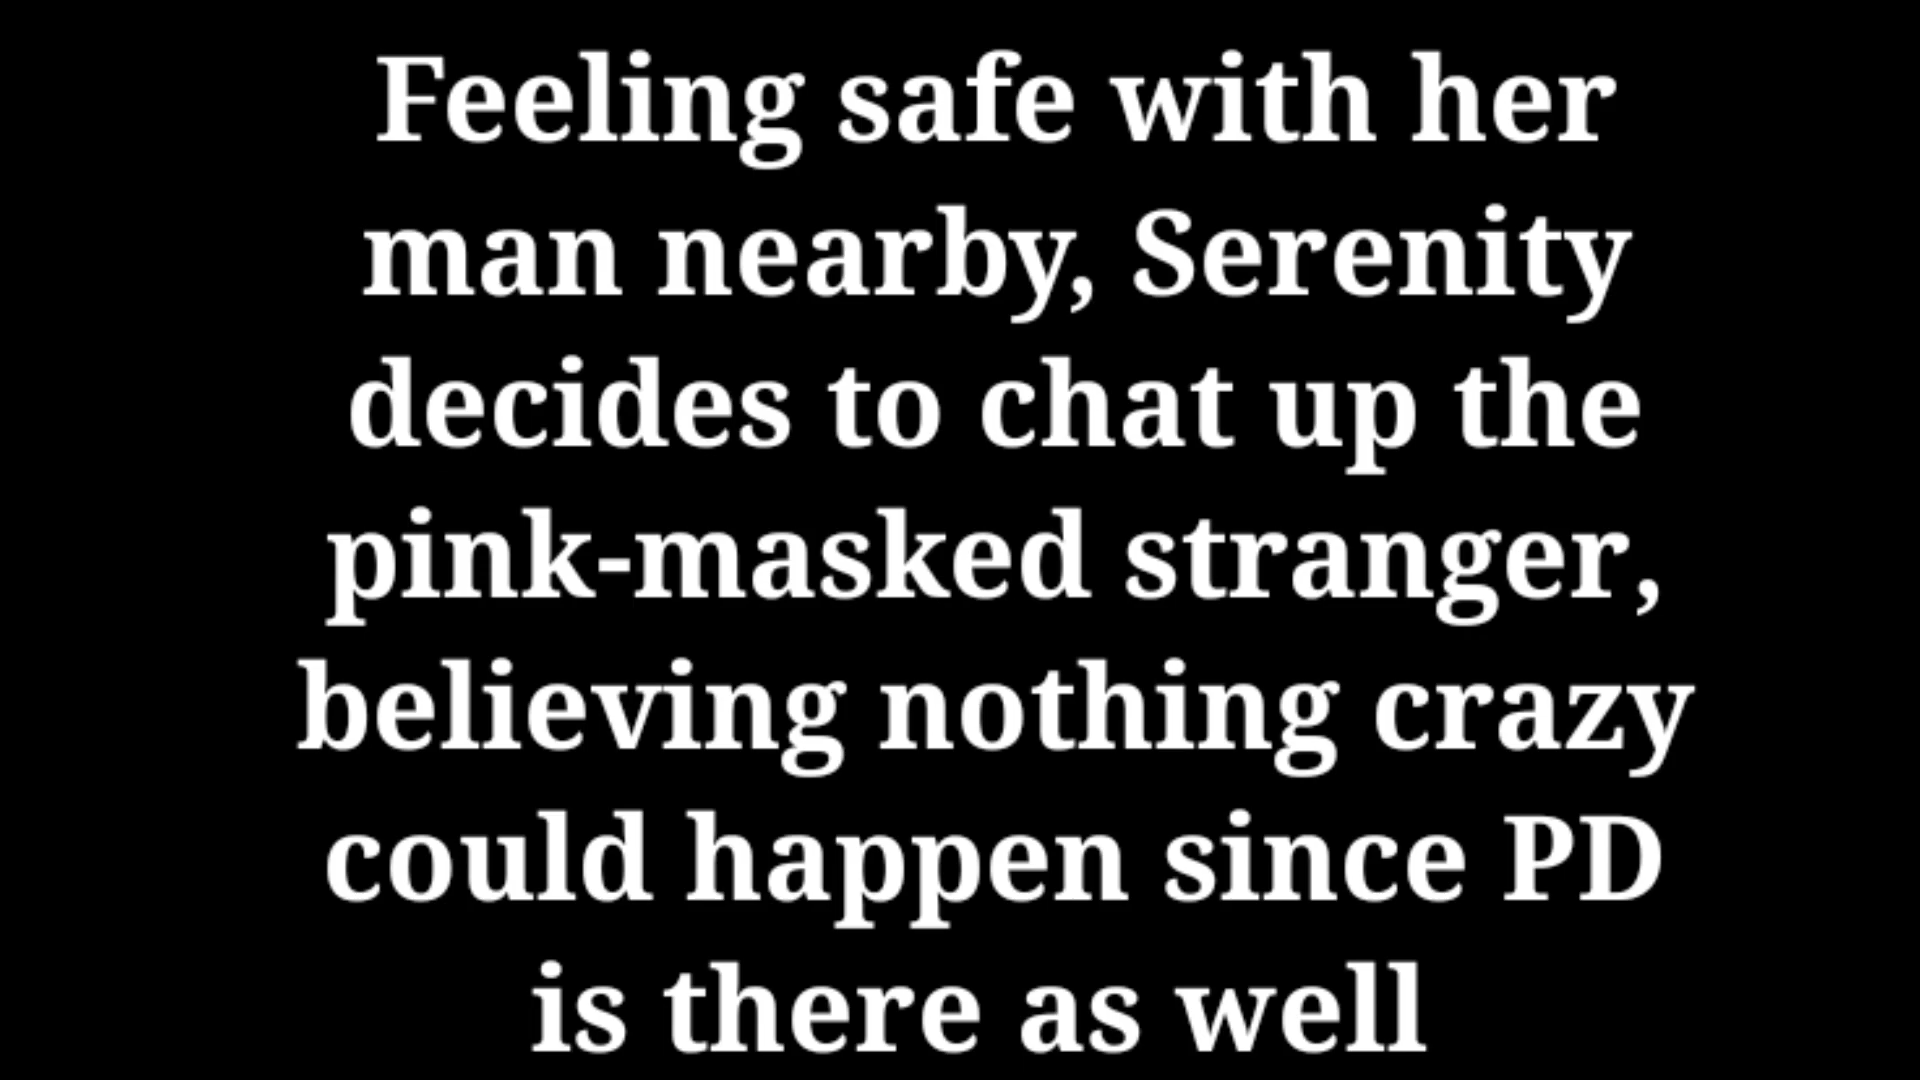 Feeling safe with her
man nearby, Serenity
decides to chat up the
pink-masked stranger,
believing nothing crazy
could happen since PD
is there as well